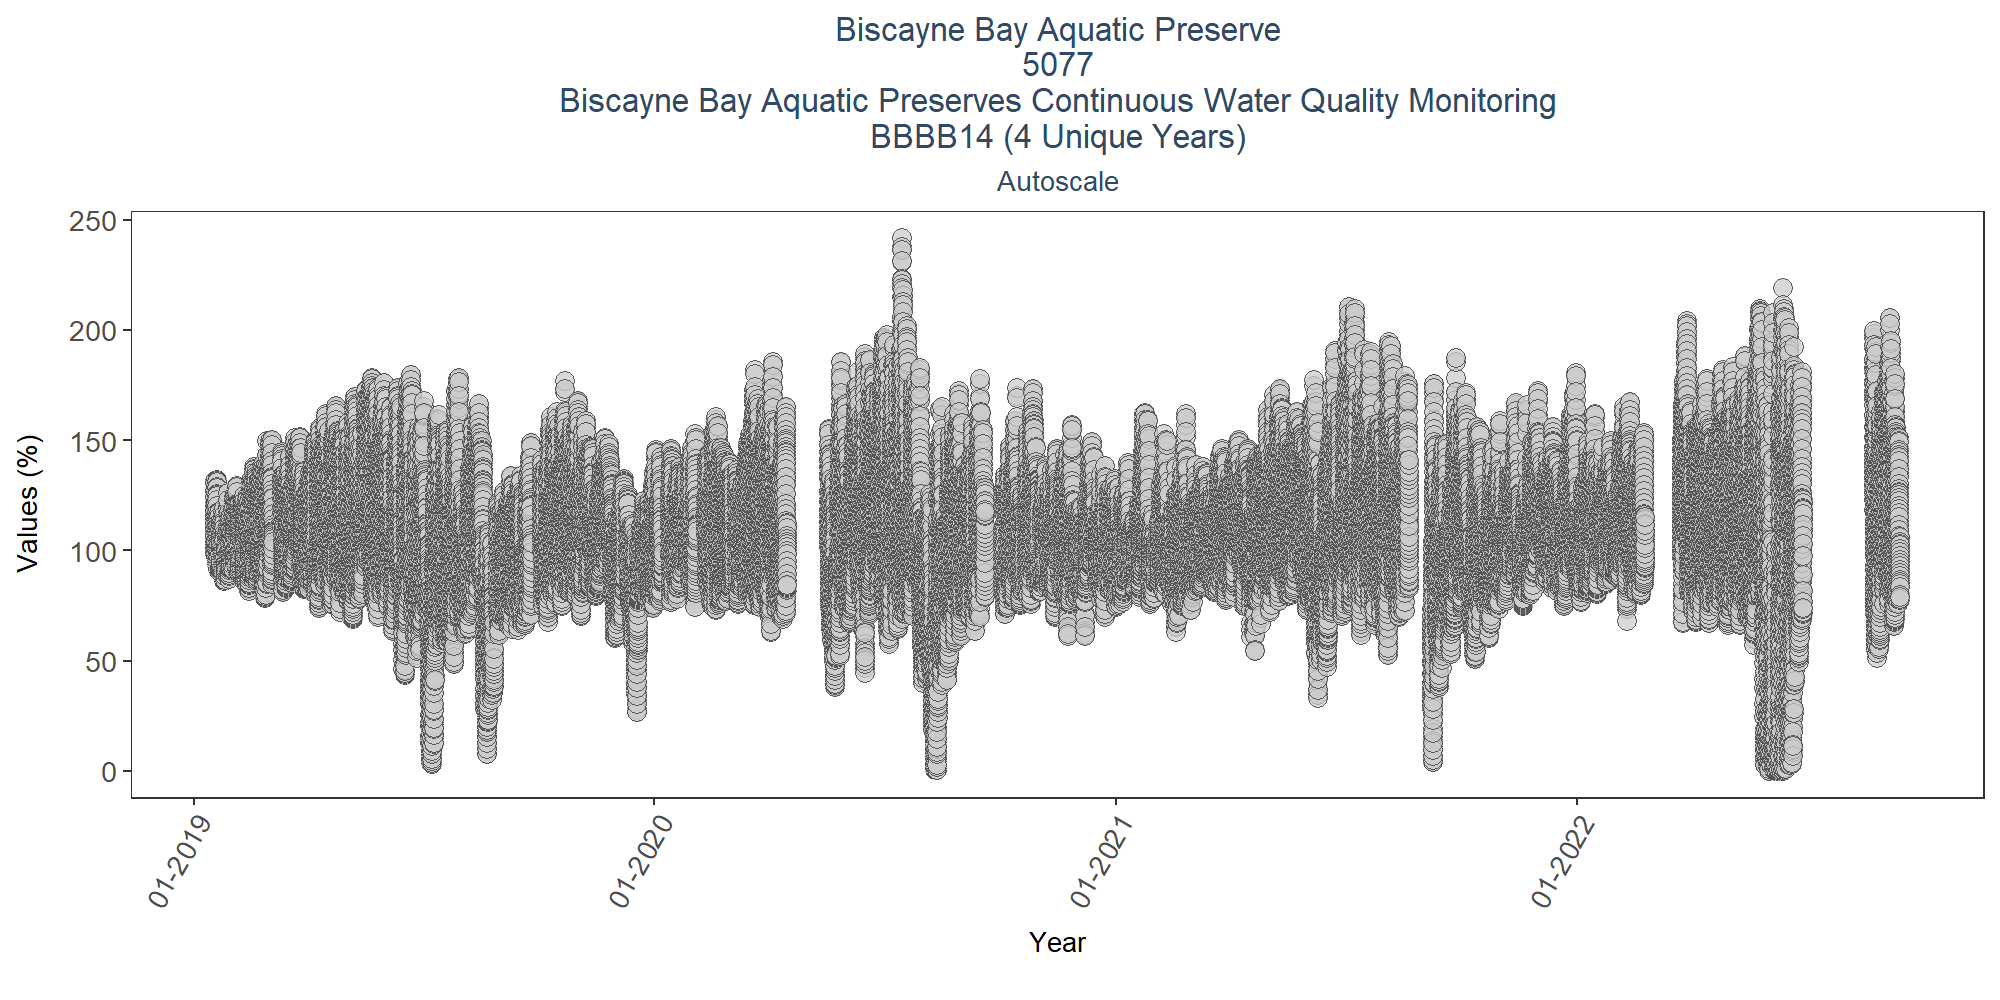 Biscayne Bay Aquatic Preserve
5077
Biscayne Bay Aquatic Preserves Continuous Water Quality Monitoring
BBBB14 (4 Unique Years)
Autoscale
250
200
150
100
50
0
Values (%)
01-2019
01-2020
01-2021
01-2022
Year